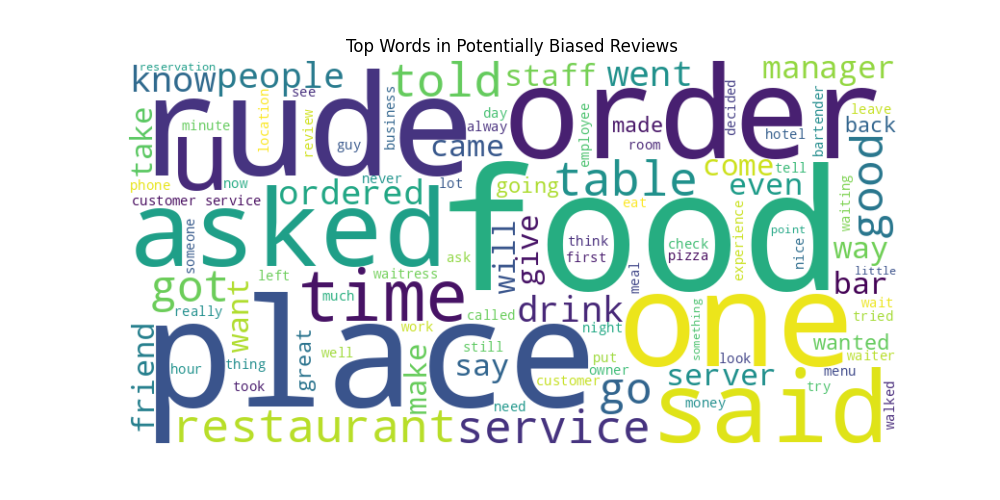 Top Words in Potentially Biased Reviews
reservation
know people told staff went manager
rude order
see
location
review
business
day
alway
employee
decided
leave
back
take
minute
guy
came
made
room
hotel
bartender
u
phone
now
never
lot
going
table
come
tell
even
waiting
good
customer service
ordered
asked food
eat
someone
ask
will
give
think
first
check
pizza
experience
point
nice
way
little
got
left
waitress
time
much
meal
drink
bar
want
really
called
one
wait
tried
place
work
night
something
wanted
friend
hour
thing
great
well
make
still
say
put
owner
server
look
waiter
menu
took
customer
go
need
money
try
walked
restaurant service said